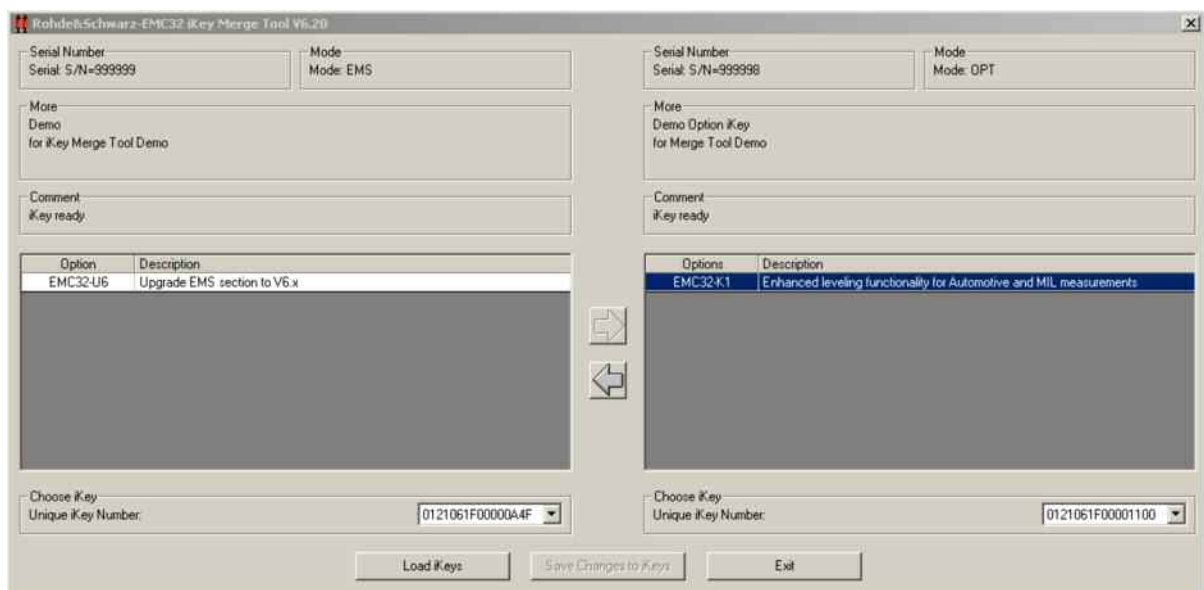 Rohde&Schwarz-EMC32 iKey Merge Tool V6.20
Serial Number
Serial: S/N=999999
Mode
Mode: EMS
More
Demo
for iKey Merge Tool Demo
Comment
iKey ready
Option Description
EMC32-U6 Upgrade EMS section to V6.x
Choose iKey
Unique iKey Number: 0121061F00000A4F
Serial Number
Serial: S/N=999998
Mode
Mode: OPT
More
Demo Option iKey
for Merge Tool Demo
Comment
iKey ready
Options Description
EMC32-K1 Enhanced leveling functionality for Automotive and MIL measurements
Choose iKey
Unique iKey Number: 0121061F00001100
Load iKeys Save Changes to iKeys Exit